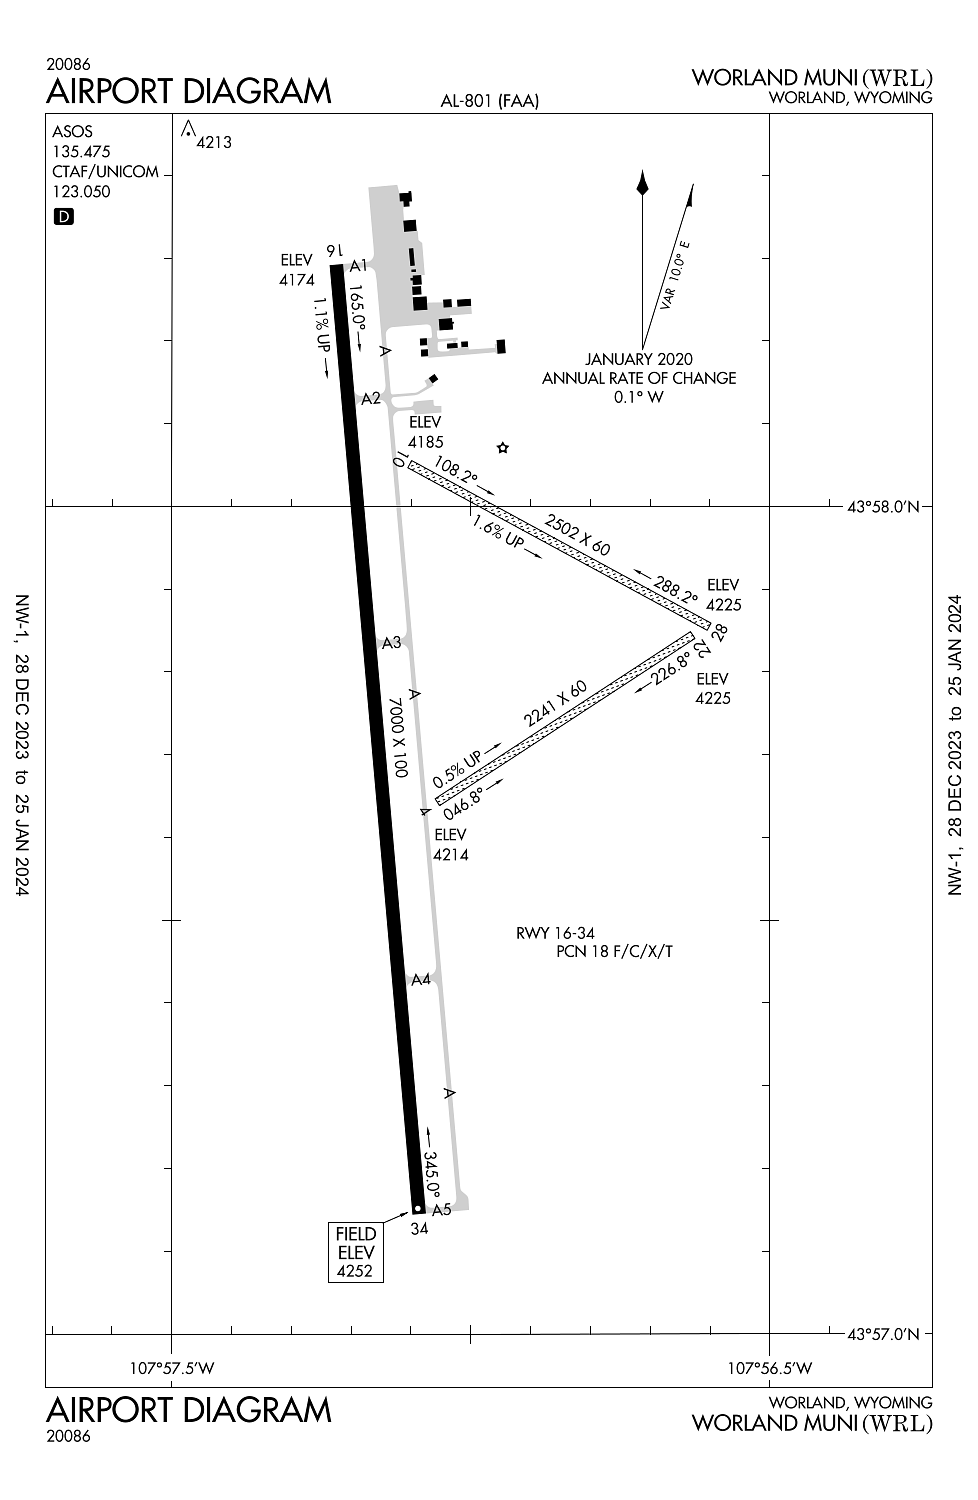 20086
AIRPORT DIAGRAM
AL-801 (FAA)
WORLAND MUNI (WRL)
WORLAND, WYOMING
ASOS
135.475
CTAF/UNICOM
123.050
D
4213
VAR 10.0° E
JANUARY 2020
ANNUAL RATE OF CHANGE
0.1° W
16
ELEV
4174
A1
165.0°
1.1% UP
A
A2
ELEV
4185
10
108.2°
43°58.0'N
1.6% UP
2502 X 60
288.2°
ELEV
4225
28
22
226.8°
ELEV
4225
A3
A
7000 X 100
2241 X 60
0.5% UP
046.8°
4
ELEV
4214
RWY 16-34
PCN 18 F/C/X/T
A4
A
345.0°
A5
34
FIELD
ELEV
4252
43°57.0'N
107°57.5'W
107°56.5'W
NW-1, 28 DEC 2023 to 25 JAN 2024
NW-1, 28 DEC 2023 to 25 JAN 2024
AIRPORT DIAGRAM
20086
WORLAND, WYOMING
WORLAND MUNI (WRL)